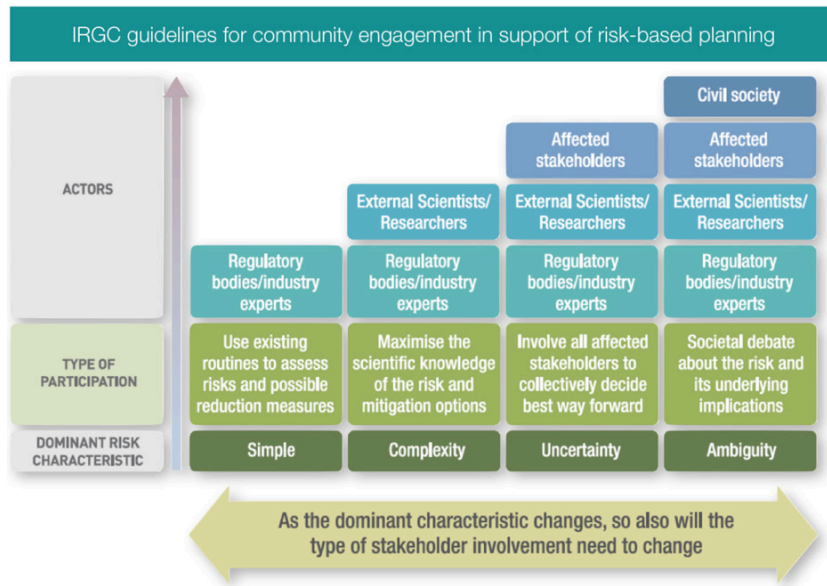 IRGC guidelines for community engagement in support of risk-based planning
Civil society
Affected
stakeholders
Affected
stakeholders
ACTORS
External Scientists/
Researchers
External Scientists/
Researchers
External Scientists/
Researchers
Regulatory
bodies/industry
experts
Regulatory
bodies/industry
experts
Regulatory
bodies/industry
experts
Regulatory
bodies/industry
experts
TYPE OF
PARTICIPATION
Use existing
routines to assess
risks and possible
reduction measures
Maximise the
scientific knowledge
of the risk and
mitigation options
Involve all affected
stakeholders to
collectively decide
best way forward
Societal debate
about the risk and
its underlying
implications
DOMINANT RISK
CHARACTERISTIC
Simple
Complexity
Uncertainty
Ambiguity
As the dominant characteristic changes, so also will the
type of stakeholder involvement need to change